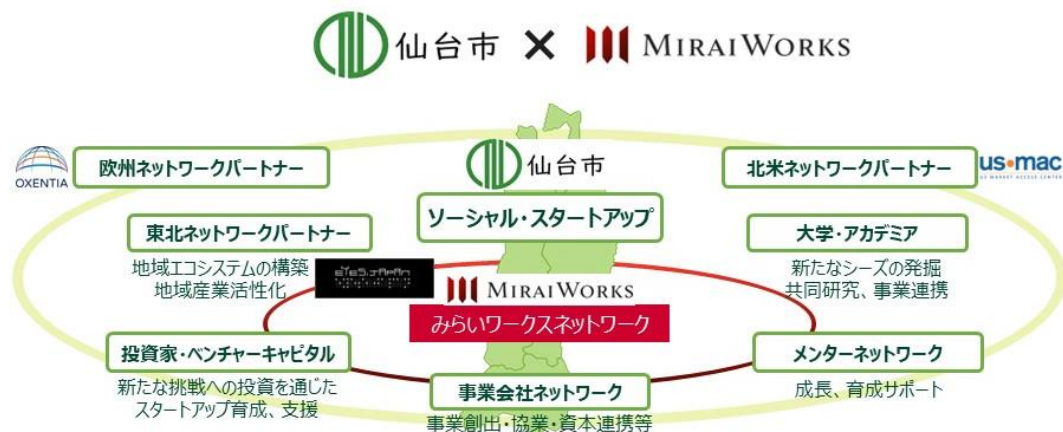 仙台市 × MIRAIWORKS
OXENTIA
欧州ネットワークパートナー
仙台市
北米ネットワークパートナー
us・mac
US MARKET ACCESS CENTER
ソーシャル・スタートアップ
東北ネットワークパートナー
地域エコシステムの構築
地域産業活性化
eYeS,JAPAN
大学・アカデミア
新たなシーズの発掘
共同研究、事業連携
MIRAIWORKS
みらいワークスネットワーク
投資家・ベンチャーキャピタル
新たな挑戦への投資を通じた
スタートアップ育成、支援
事業会社ネットワーク
事業創出・協業・資本連携等
メンターネットワーク
成長、育成サポート